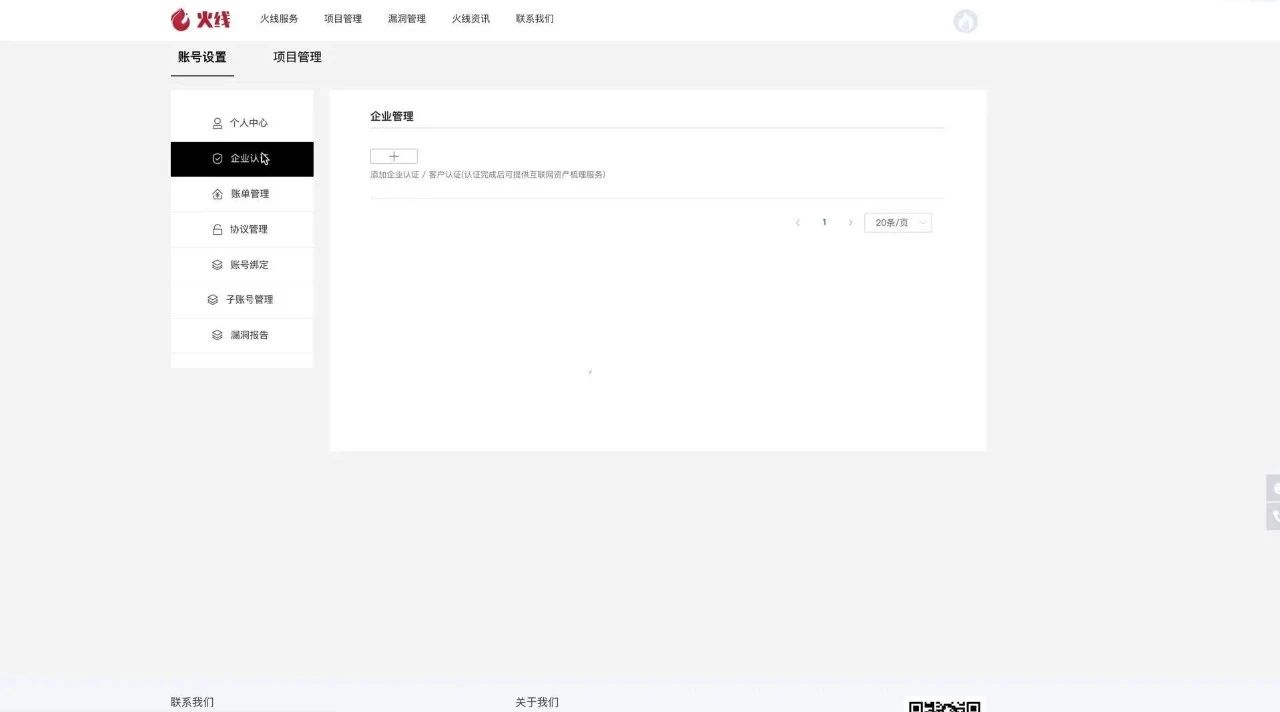 火线 火线服务 项目管理 漏洞管理 火线资讯 联系我们
账号设置 项目管理
个人中心
企业认证
账单管理
协议管理
账号绑定
子账号管理
漏洞报告
企业管理
添加企业认证 / 客户认证(认证完成后可提供互联网资产梳理服务)
1 20条/页
联系我们 关于我们